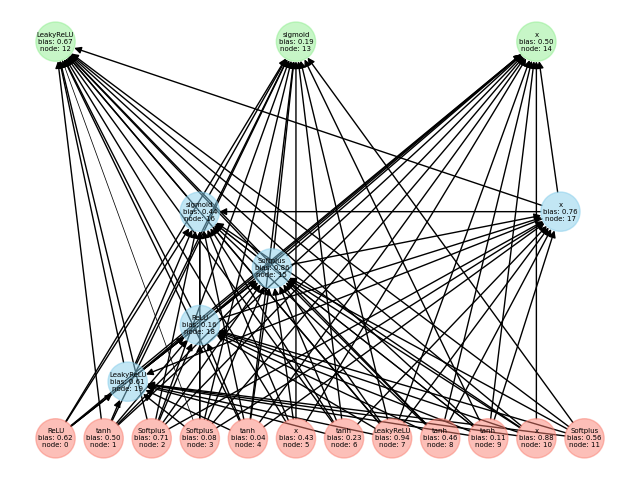 LeakyReLU
bias: 0.67
node: 12
sigmoid
bias: 0.19
node: 13
x
bias: 0.50
node: 14
sigmoid
bias: 0.44
node: 16
x
bias: 0.76
node: 17
Softplus
bias: 0.86
node: 15
ReLU
bias: 0.16
node: 18
LeakyReLU
bias: 0.61
node: 19
ReLU
bias: 0.62
node: 0
tanh
bias: 0.50
node: 1
Softplus
bias: 0.71
node: 2
Softplus
bias: 0.08
node: 3
tanh
bias: 0.04
node: 4
x
bias: 0.43
node: 5
tanh
bias: 0.23
node: 6
LeakyReLU
bias: 0.94
node: 7
tanh
bias: 0.46
node: 8
tanh
bias: 0.11
node: 9
x
bias: 0.88
node: 10
Softplus
bias: 0.56
node: 11